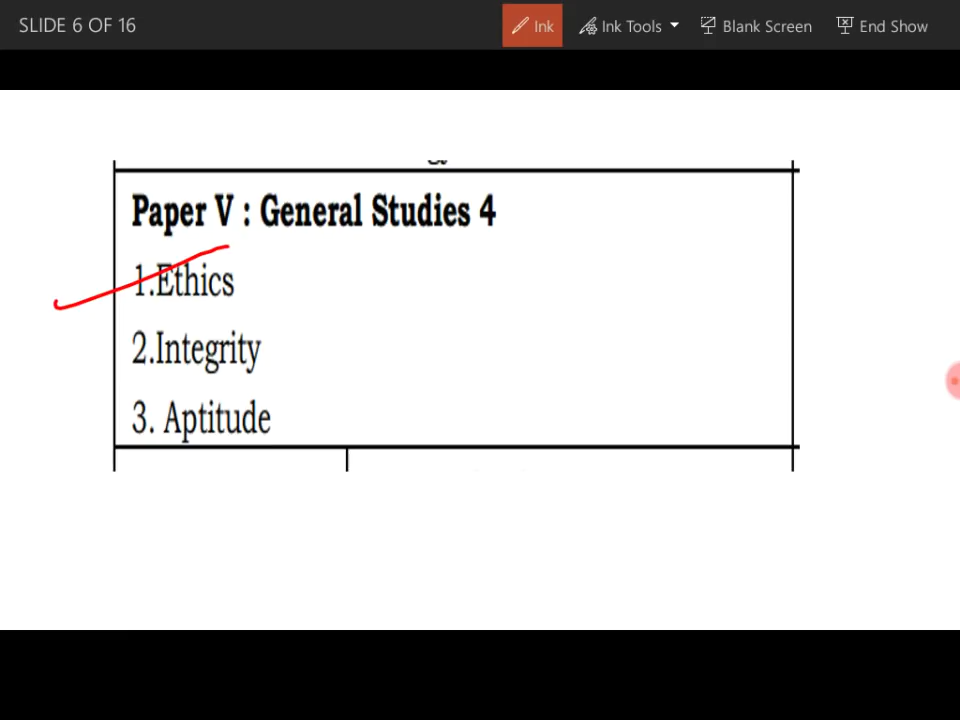 SLIDE 6 OF 16
Ink
Ink Tools
Blank Screen
End Show
Paper V : General Studies 4
1.Ethics
2.Integrity
3. Aptitude